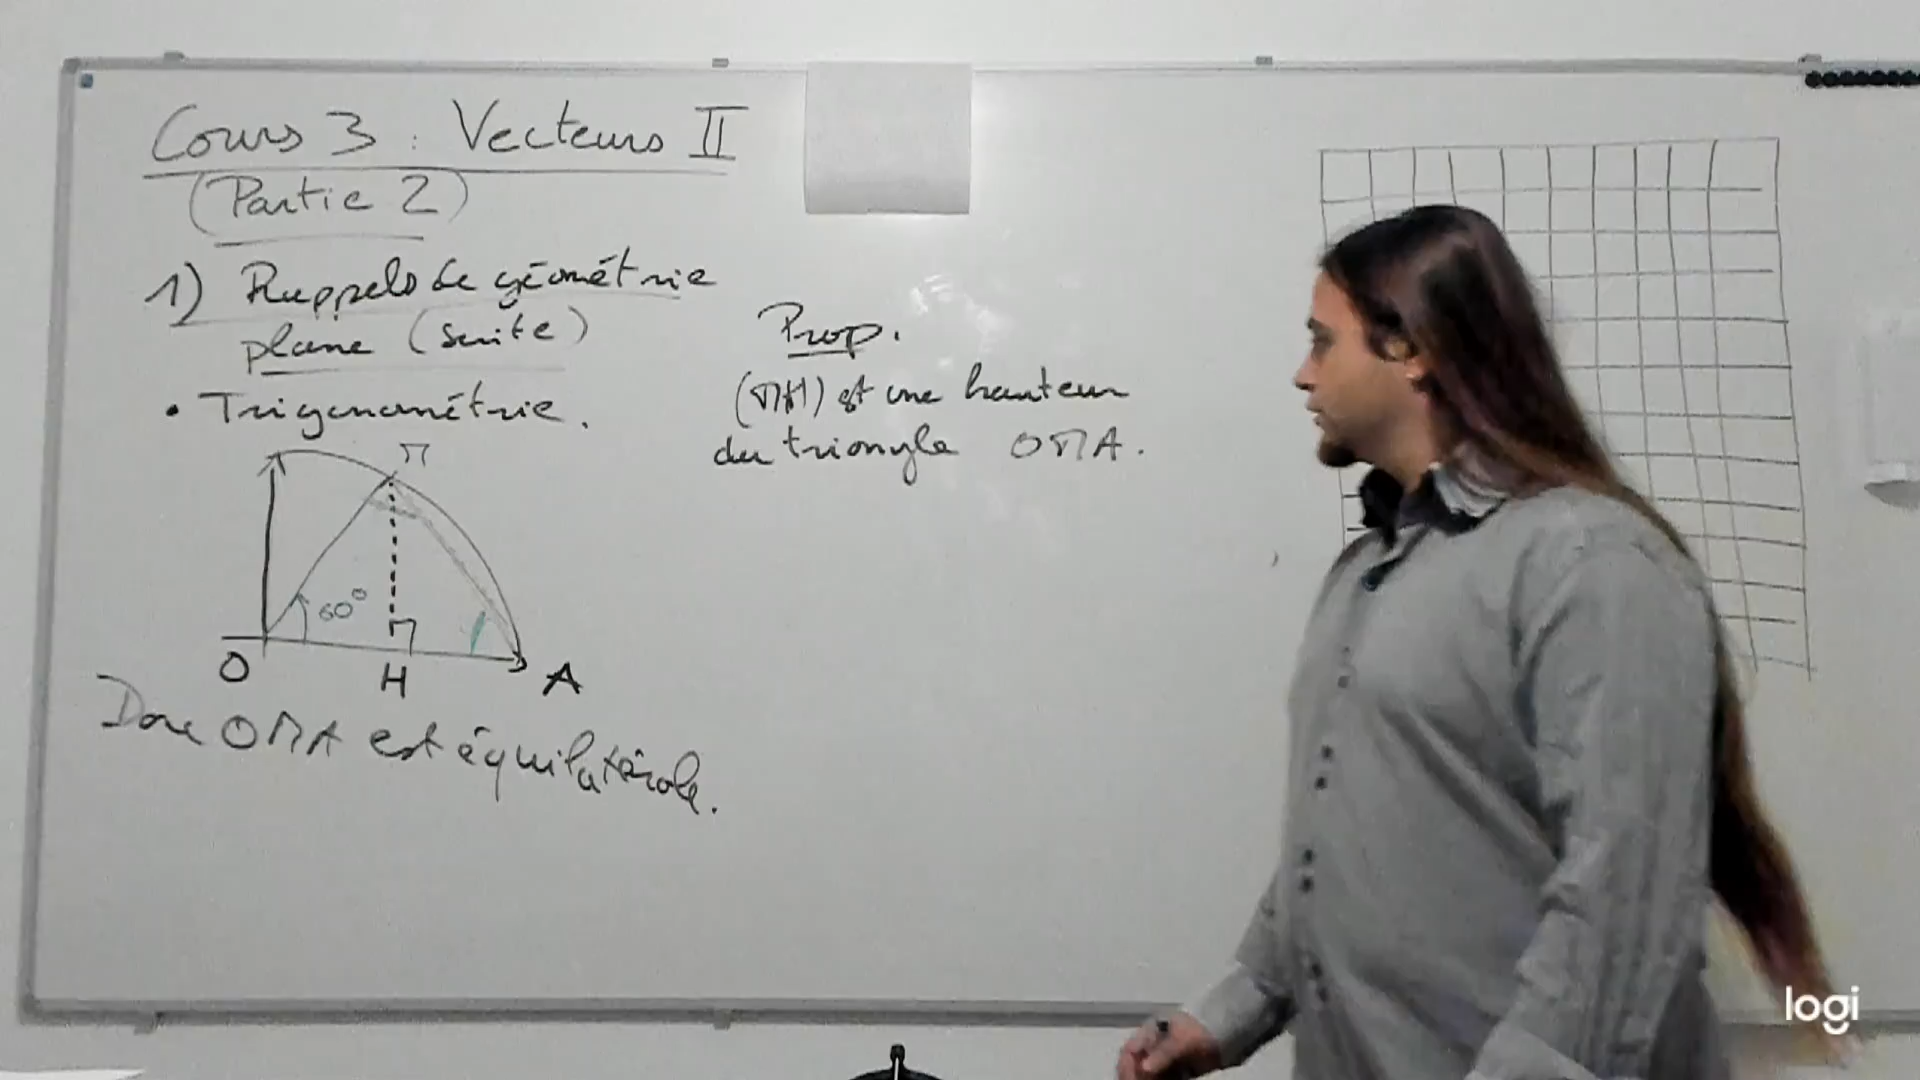 Cours 3 : Vecteurs II
(Partie 2)
1) Rappels de géométrie
plane (suite)
• Trigonométrie.
M
60°
O
H
A
Donc OMA est équilatérale.
Prop.
(MH) est une hauteur
du triangle OMA.
logi